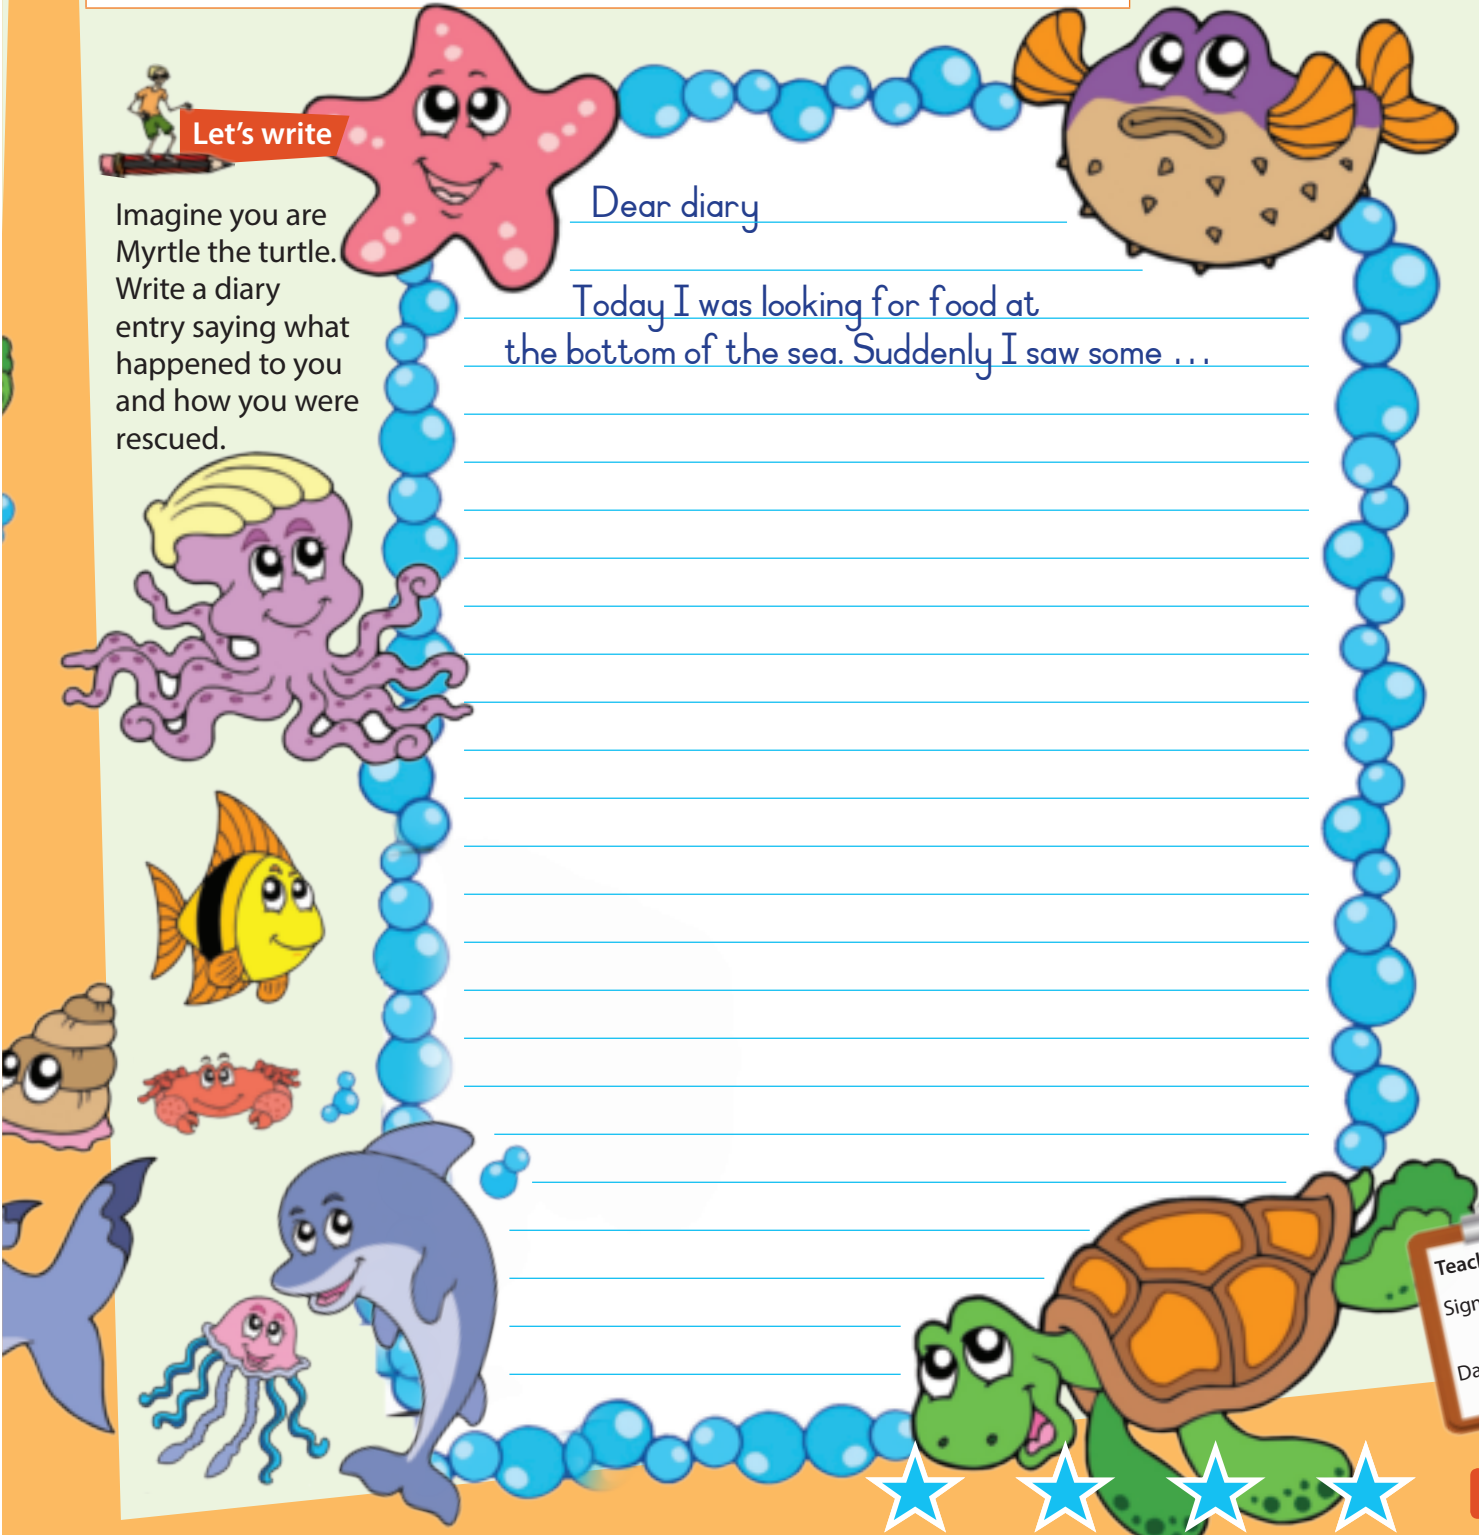 Let's write
Imagine you are
Myrtle the turtle.
Write a diary
entry saying what
happened to you
and how you were
rescued.
Dear diary
Today I was looking for food at
the bottom of the sea. Suddenly I saw some ...